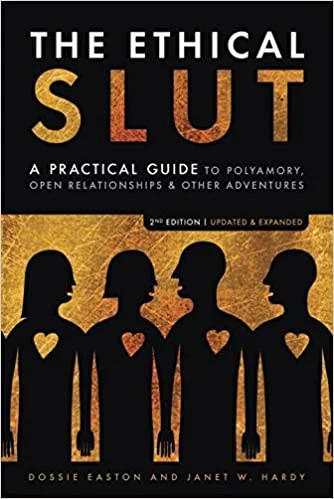 THE ETHICAL
SLUT
A PRACTICAL GUIDE TO POLYAMORY,
OPEN RELATIONSHIPS & OTHER ADVENTURES
2ND EDITION | UPDATED & EXPANDED
DOSSIE EASTON AND JANET W. HARDY